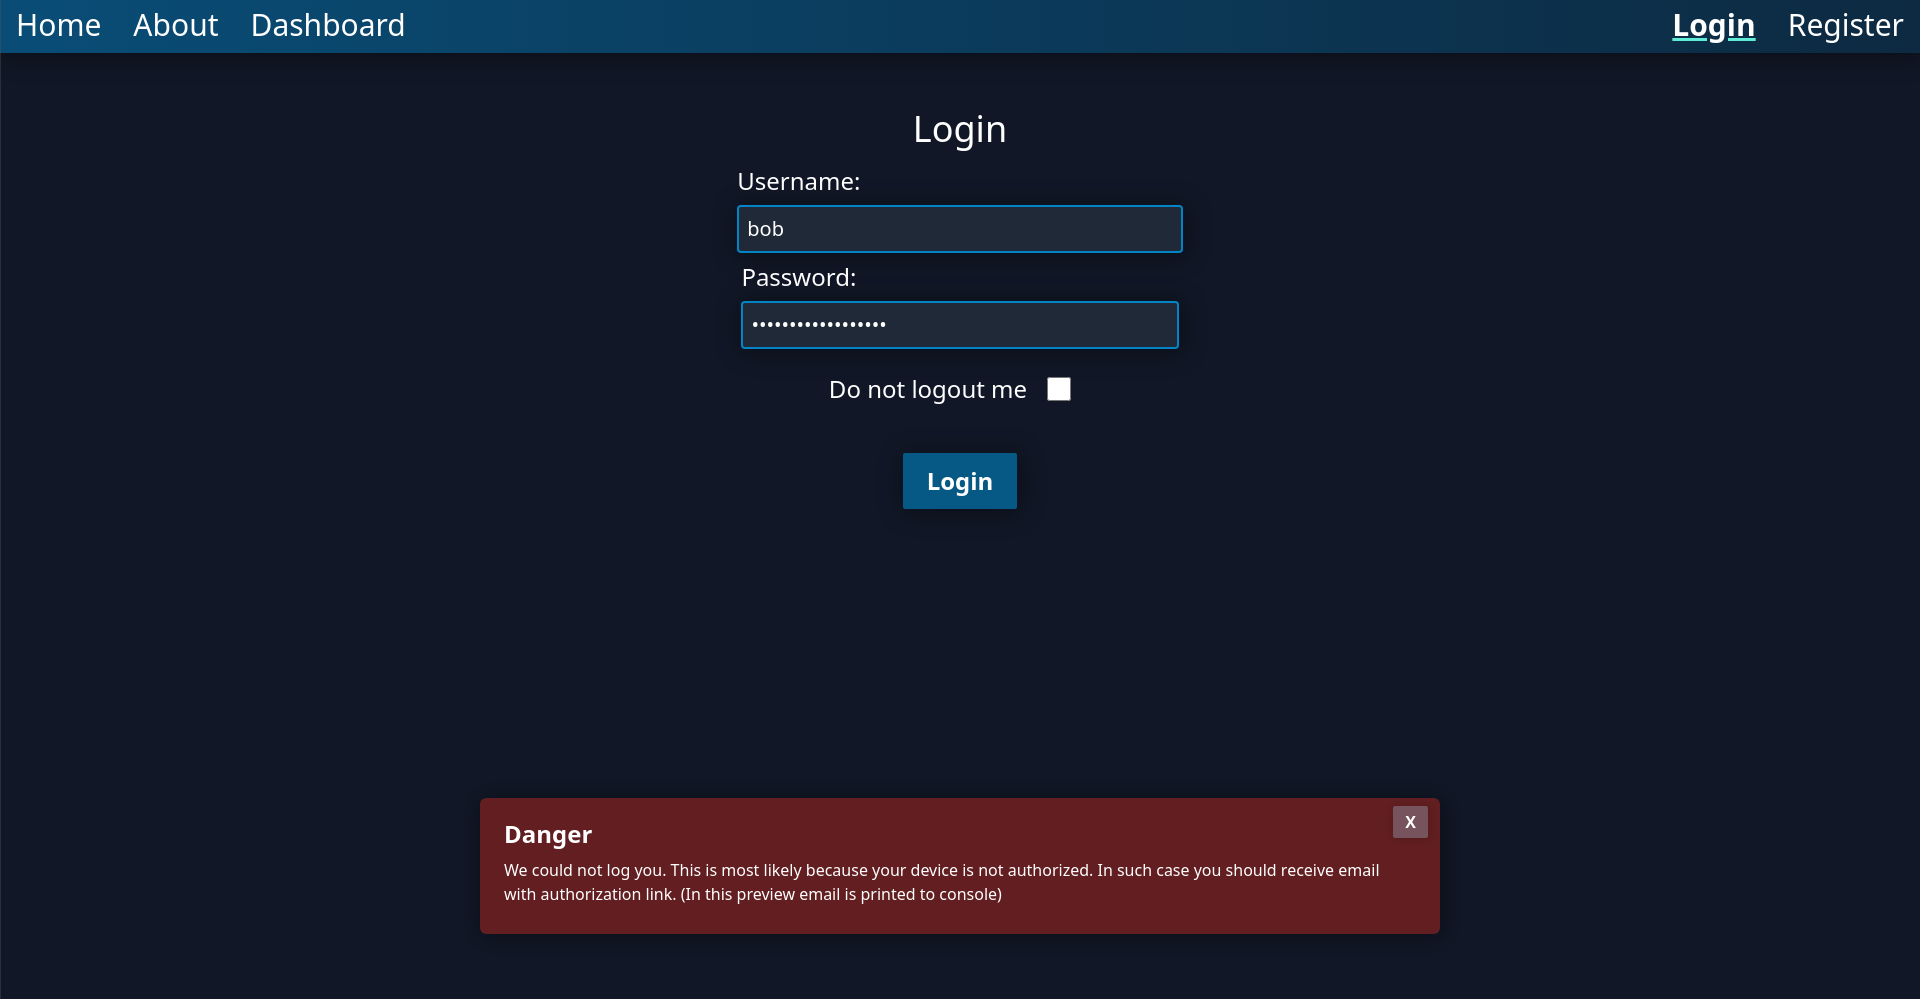 Home About Dashboard Login Register
Login
Username:
bob
Password:
••••••••••••••••••
Do not logout me
Login
Danger
X
We could not log you. This is most likely because your device is not authorized. In such case you should receive email
with authorization link. (In this preview email is printed to console)